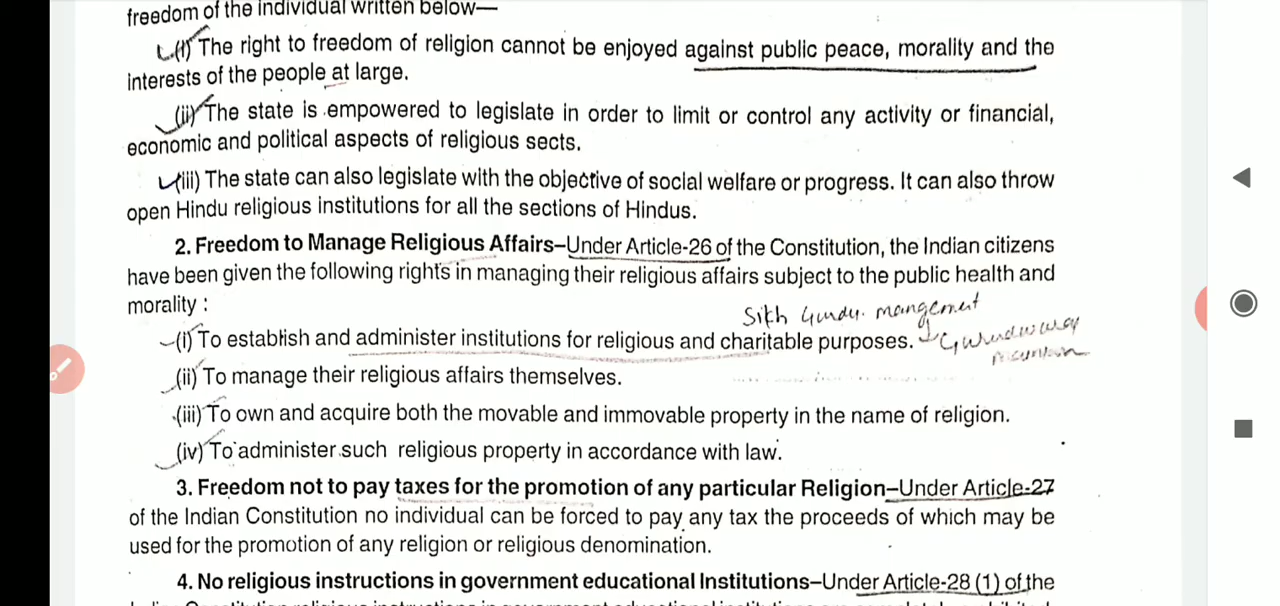 freedom of the individual written below—
(i) The right to freedom of religion cannot be enjoyed against public peace, morality and the
interests of the people at large.
(ii) The state is empowered to legislate in order to limit or control any activity or financial,
economic and political aspects of religious sects.
(iii) The state can also legislate with the objective of social welfare or progress. It can also throw
open Hindu religious institutions for all the sections of Hindus.
2. Freedom to Manage Religious Affairs–Under Article-26 of the Constitution, the Indian citizens
have been given the following rights in managing their religious affairs subject to the public health and
morality :
Sikh Gurdu. mangement
(i) To establish and administer institutions for religious and charitable purposes.
(ii) To manage their religious affairs themselves.
(iii) To own and acquire both the movable and immovable property in the name of religion.
(iv) To administer such religious property in accordance with law.
3. Freedom not to pay taxes for the promotion of any particular Religion–Under Article-27
of the Indian Constitution no individual can be forced to pay any tax the proceeds of which may be
used for the promotion of any religion or religious denomination.
4. No religious instructions in government educational Institutions–Under Article-28 (1) of the